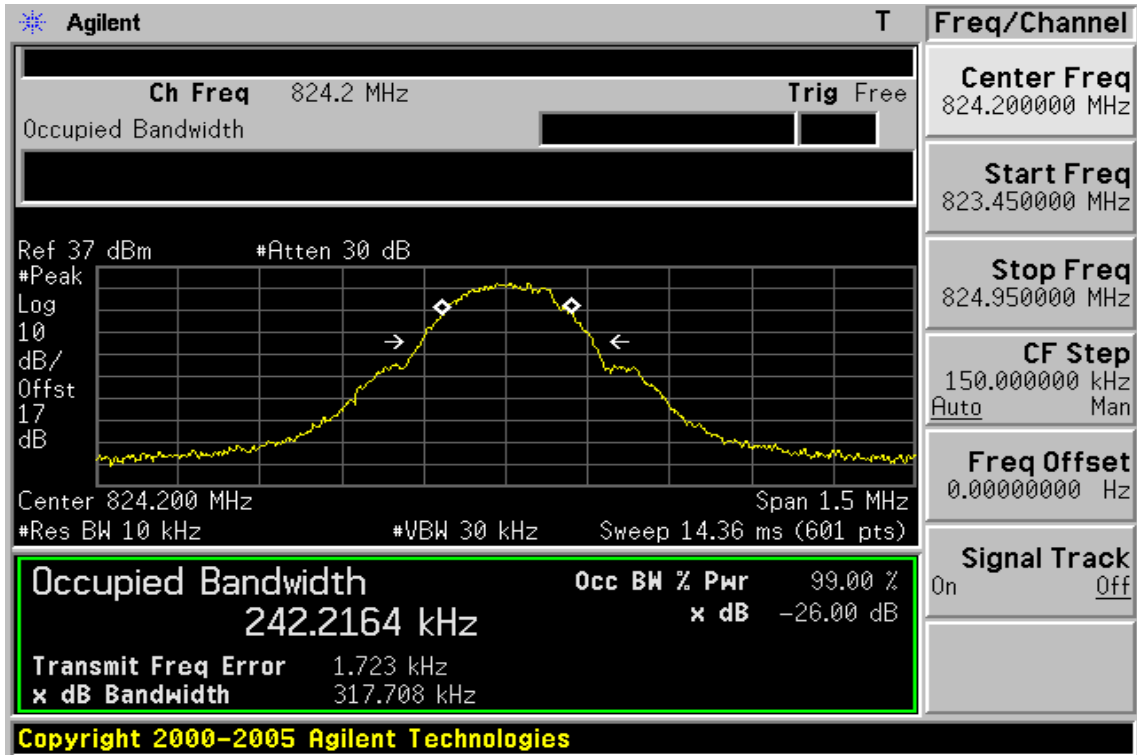 Agilent T
Ch Freq 824.2 MHz Trig Free
Occupied Bandwidth
Ref 37 dBm #Atten 30 dB
#Peak
Log
10
dB/
Offst
17
dB
Center 824.200 MHz Span 1.5 MHz
#Res BW 10 kHz #VBW 30 kHz Sweep 14.36 ms (601 pts)
Occupied Bandwidth
242.2164 kHz
Occ BW % Pwr 99.00 %
x dB -26.00 dB
Transmit Freq Error 1.723 kHz
x dB Bandwidth 317.708 kHz
Copyright 2000-2005 Agilent Technologies
Freq/Channel
Center Freq
824.200000 MHz
Start Freq
823.450000 MHz
Stop Freq
824.950000 MHz
CF Step
150.000000 kHz
Auto Man
Freq Offset
0.00000000 Hz
Signal Track
On Off